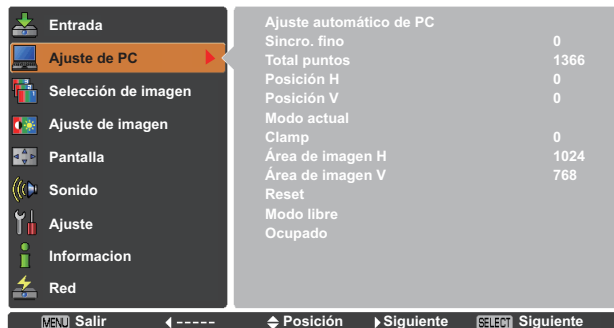 Entrada
Ajuste de PC
Selección de imagen
Ajuste de imagen
Pantalla
Sonido
Ajuste
Informacion
Red
Ajuste automático de PC
Sincro. fino 0
Total puntos 1366
Posición H 0
Posición V 0
Modo actual
Clamp 0
Área de imagen H 1024
Área de imagen V 768
Reset
Modo libre
Ocupado
MENU Salir ----- Posición Siguiente SELECT Siguiente